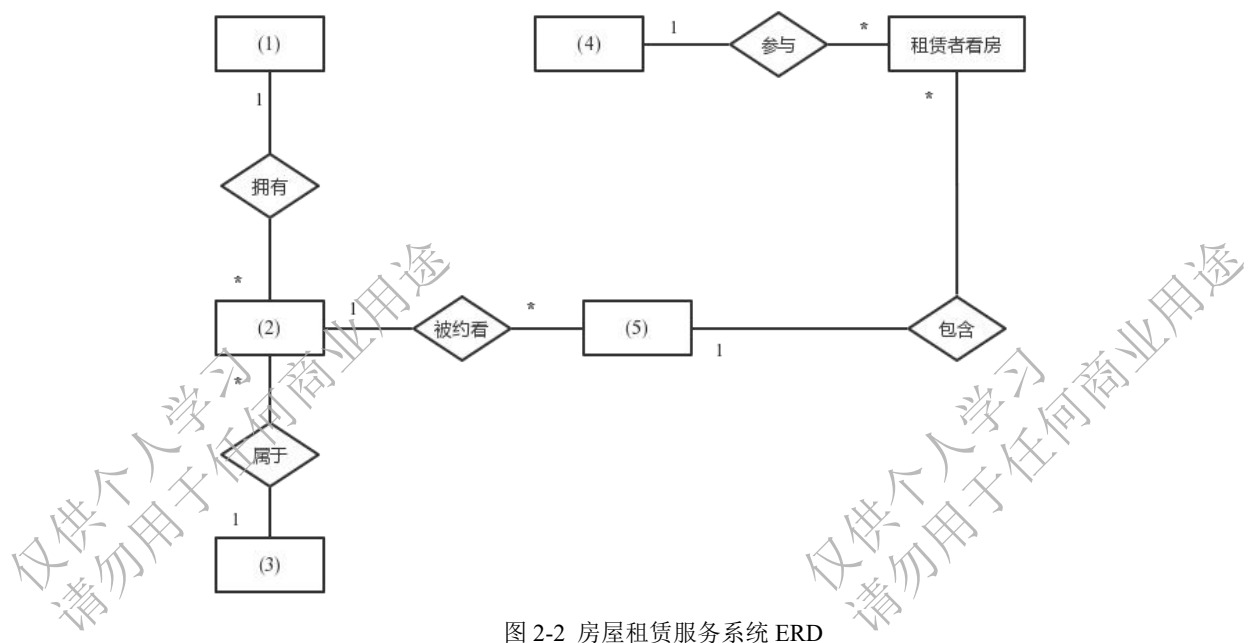 (1)
(4)
1
参与
*
租赁者看房
1
*
拥有
*
(2)
1
被约看
*
(5)
1
包含
*
属于
1
(3)
仅供个人学习
请勿用于任何商业用途
仅供个人学习
请勿用于任何商业用途
图 2-2 房屋租赁服务系统 ERD